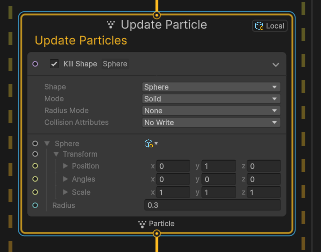 Update Particle
Local
Update Particles
Kill Shape Sphere
Shape Sphere
Mode Solid
Radius Mode None
Collision Attributes No Write
Sphere
Transform
Position x 0 y 1 z 0
Angles x 0 y 0 z 0
Scale x 1 y 1 z 1
Radius 0.3
Particle